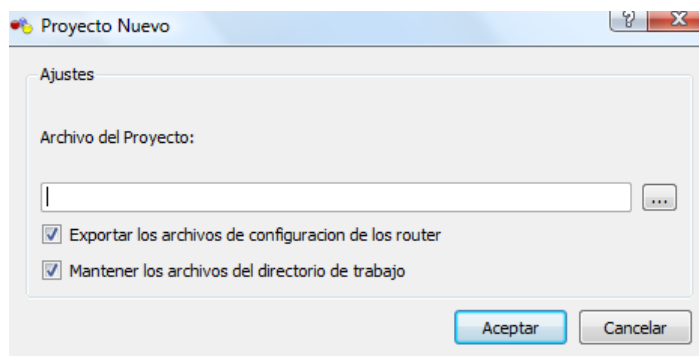 Proyecto Nuevo
Ajustes
Archivo del Proyecto:
...
Exportar los archivos de configuracion de los router
Mantener los archivos del directorio de trabajo
Aceptar Cancelar